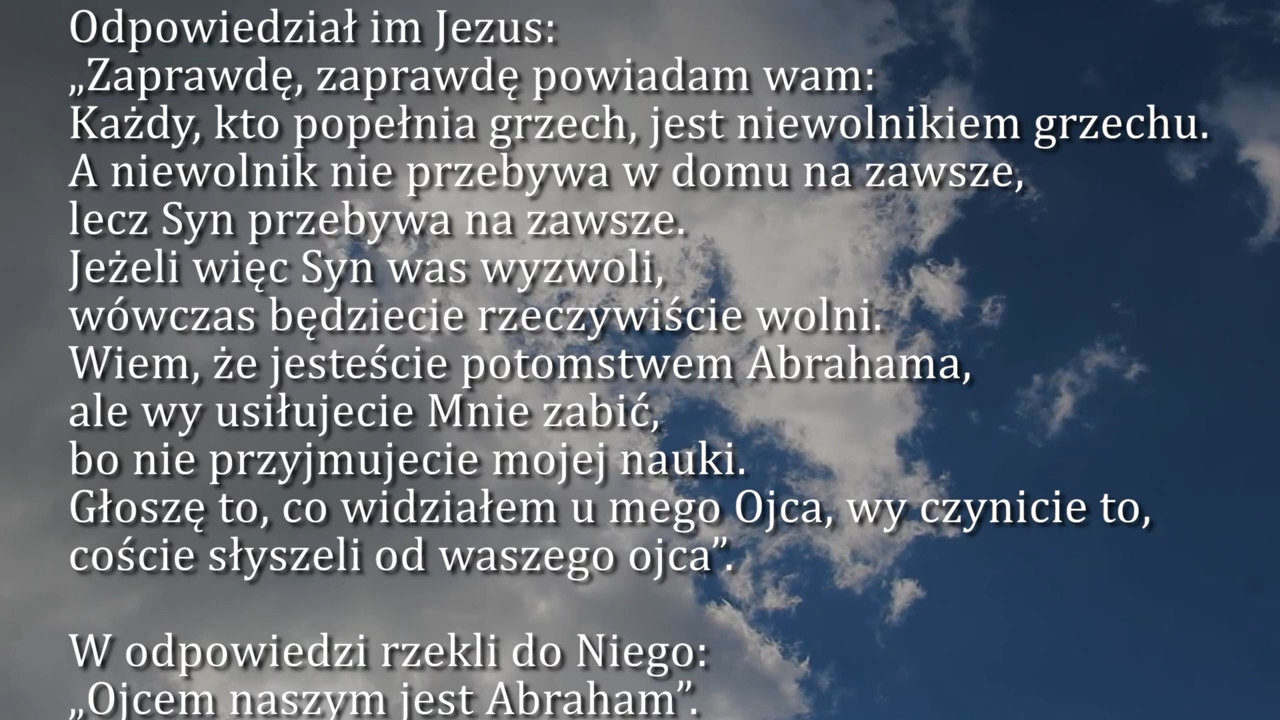 Odpowiedział im Jezus:
„Zaprawdę, zaprawdę powiadam wam:
Każdy, kto popełnia grzech, jest niewolnikiem grzechu.
A niewolnik nie przebywa w domu na zawsze,
lecz Syn przebywa na zawsze.
Jeżeli więc Syn was wyzwoli,
wówczas będziecie rzeczywiście wolni.
Wiem, że jesteście potomstwem Abrahama,
ale wy usiłujecie Mnie zabić,
bo nie przyjmujecie mojej nauki.
Głoszę to, co widziałem u mego Ojca, wy czynicie to,
coście słyszeli od waszego ojca”.
W odpowiedzi rzekli do Niego:
„Ojcem naszym jest Abraham”.